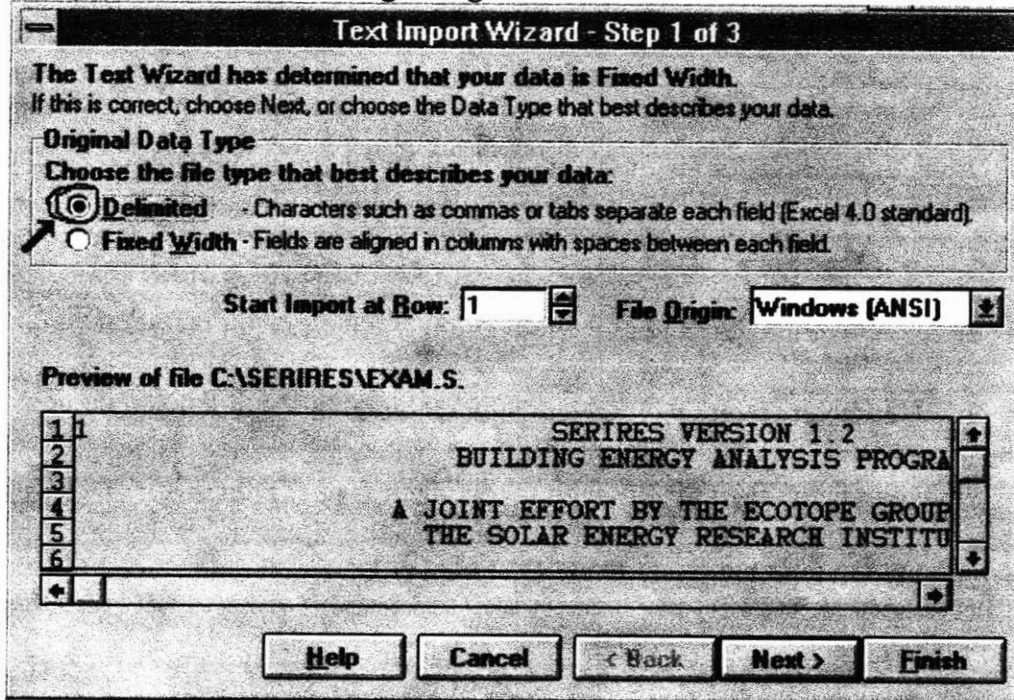 Text Import Wizard - Step 1 of 3
The Text Wizard has determined that your data is Fixed Width.
If this is correct, choose Next, or choose the Data Type that best describes your data.
Original Data Type
Choose the file type that best describes your data:
Delimited - Characters such as commas or tabs separate each field (Excel 4.0 standard).
Fixed Width - Fields are aligned in columns with spaces between each field.
Start Import at Row: 1 File Origin: Windows (ANSI)
Preview of file C:\SERIRES\EXAM.S.
1 1 SERIRES VERSION 1.2
2 BUILDING ENERGY ANALYSIS PROGRA
3
4 A JOINT EFFORT BY THE ECOTOPE GROUP
5 THE SOLAR ENERGY RESEARCH INSTITU
6
Help Cancel < Back Next > Finish